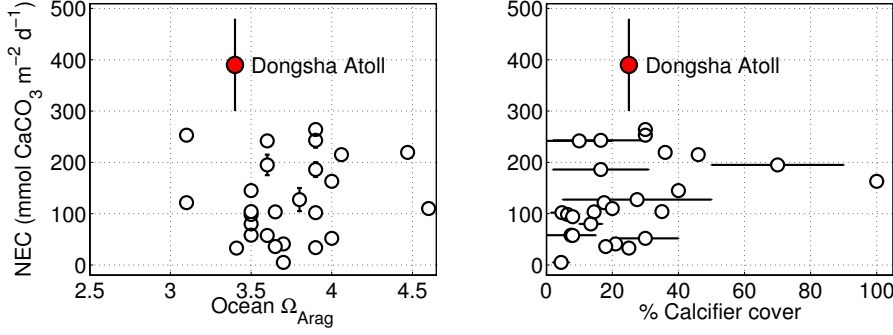 500
400
300
200
100
0
NEC (mmol CaCO₃ m⁻² d⁻¹)
Dongsha Atoll
2.5 3 3.5 4 4.5
Ocean Ω_Arag
500
400
300
200
100
0
Dongsha Atoll
0 20 40 60 80 100
% Calcifier cover